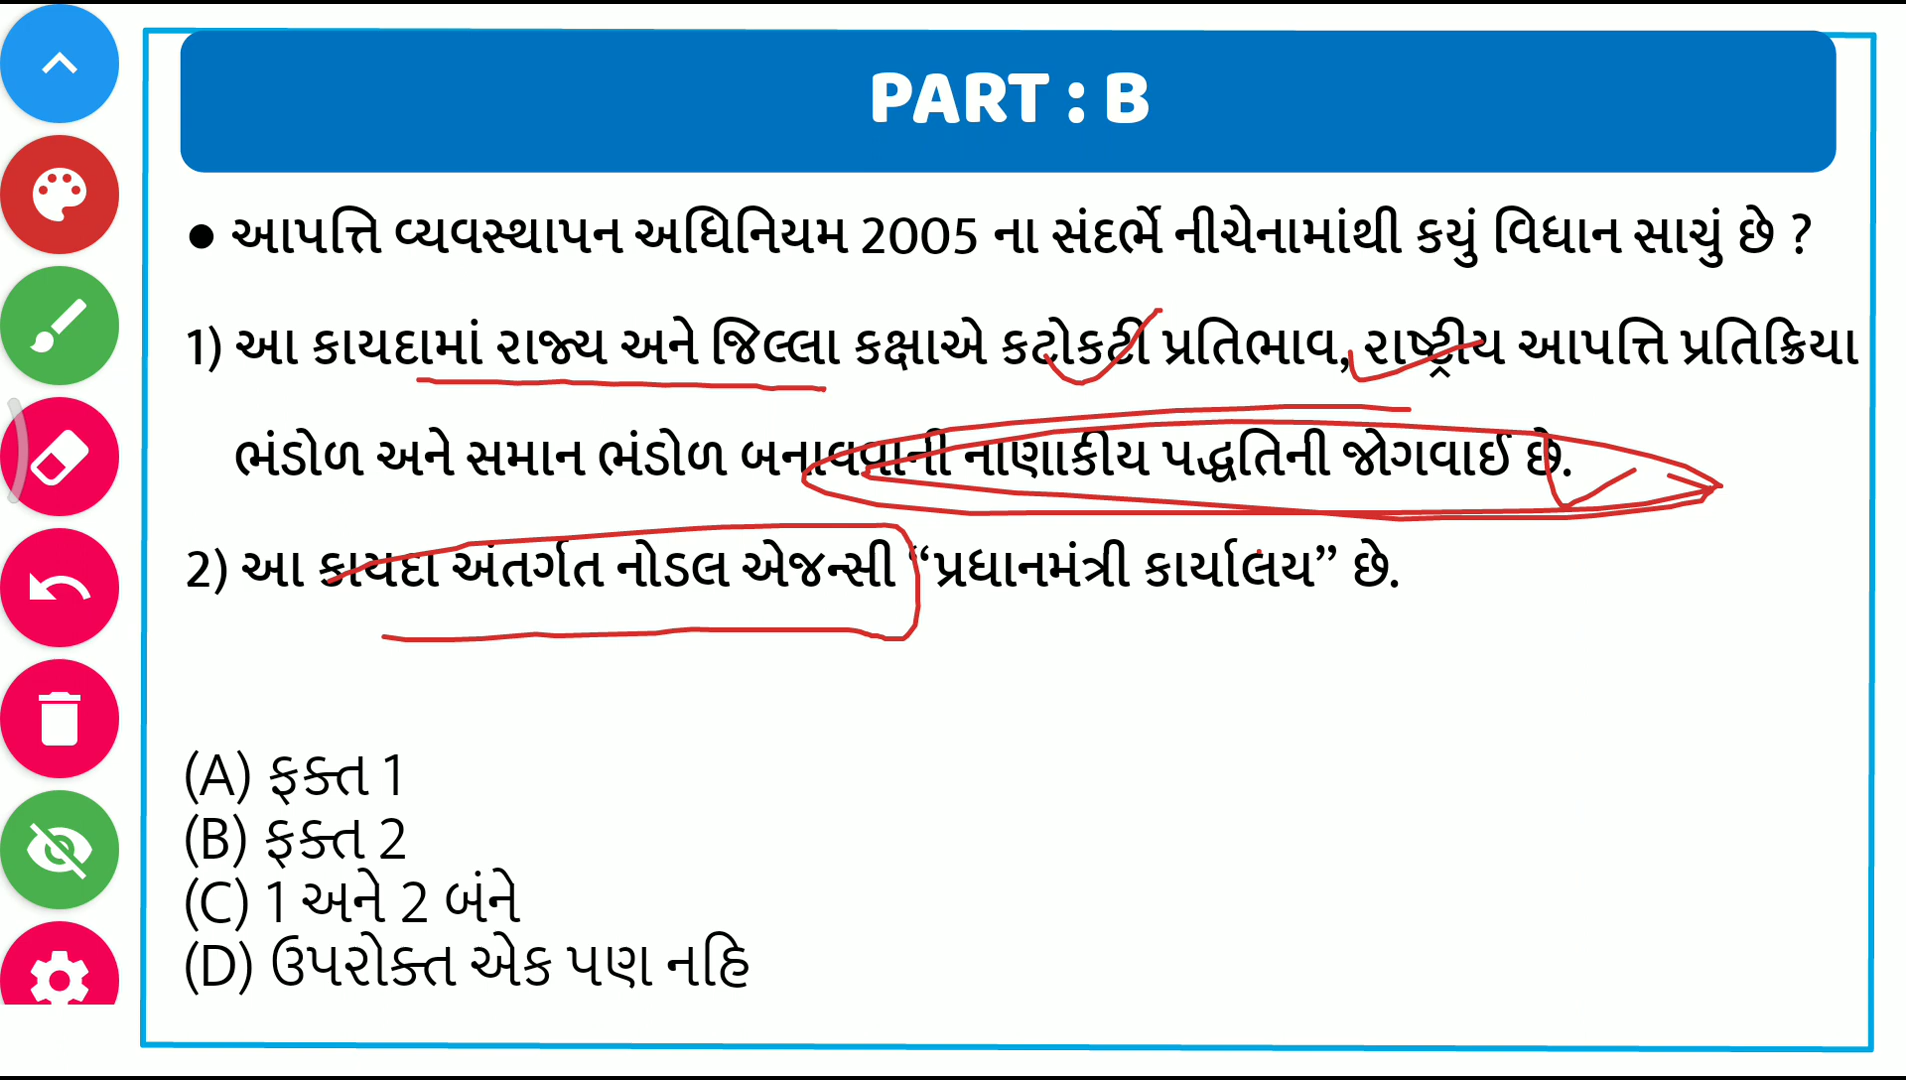 PART : B
● આપત્તિ વ્યવસ્થાપન અધિનિયમ 2005 ના સંદર્ભે નીચેનામાંથી કયું વિધાન સાચું છે ?
1) આ કાયદામાં રાજ્ય અને જિલ્લા કક્ષાએ કટોકટી પ્રતિભાવ, રાષ્ટ્રીય આપત્તિ પ્રતિક્રિયા
ભંડોળ અને સમાન ભંડોળ બનાવવાની નાણાકીય પદ્ધતિની જોગવાઈ છે.
2) આ કાયદા અંતર્ગત નોડલ એજન્સી “પ્રધાનમંત્રી કાર્યાલય” છે.
(A) ફક્ત 1
(B) ફક્ત 2
(C) 1 અને 2 બંને
(D) ઉપરોક્ત એક પણ નહિ